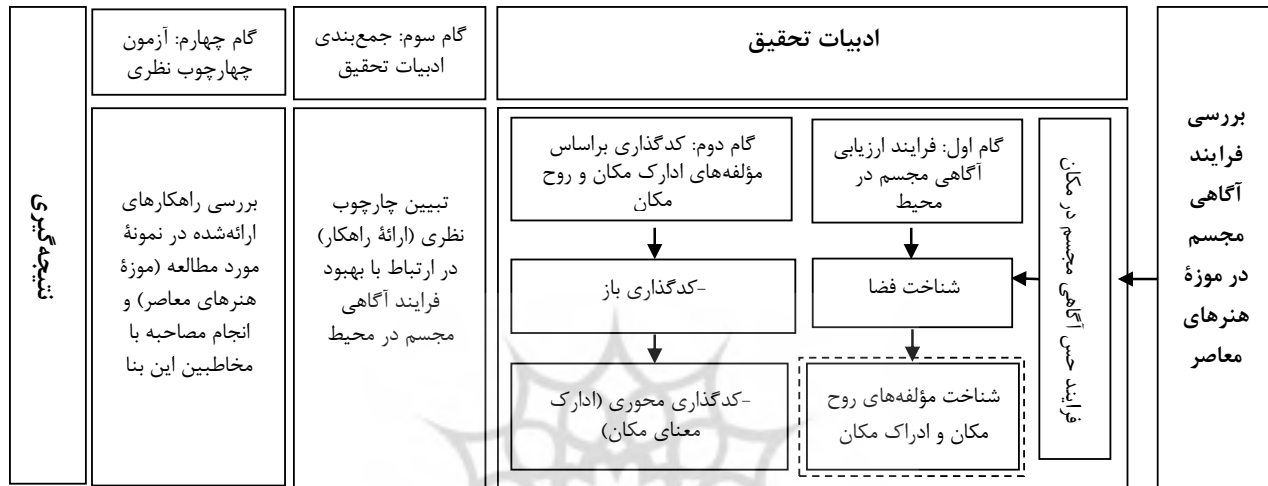 بررسی
فرایند
آگاهی
مجسم
در موزهٔ
هنرهای
معاصر
ادبیات تحقیق
فرایند حس آگاهی مجسم در مکان
گام اول: فرایند ارزیابی
آگاهی مجسم در
محیط
شناخت فضا
شناخت مؤلفه‌های روح
مکان و ادراک مکان
گام دوم: کدگذاری براساس
مؤلفه‌های ادارک مکان و روح
مکان
-کدگذاری باز
-کدگذاری محوری (ادارک
معنای مکان)
گام سوم: جمع‌بندی
ادبیات تحقیق
تبیین چارچوب
نظری (ارائهٔ راهکار)
در ارتباط با بهبود
فرایند آگاهی
مجسم در محیط
گام چهارم: آزمون
چهارچوب نظری
بررسی راهکارهای
ارائه‌شده در نمونهٔ
مورد مطالعه (موزهٔ
هنرهای معاصر) و
انجام مصاحبه با
مخاطبین این بنا
نتیجه‌گیری